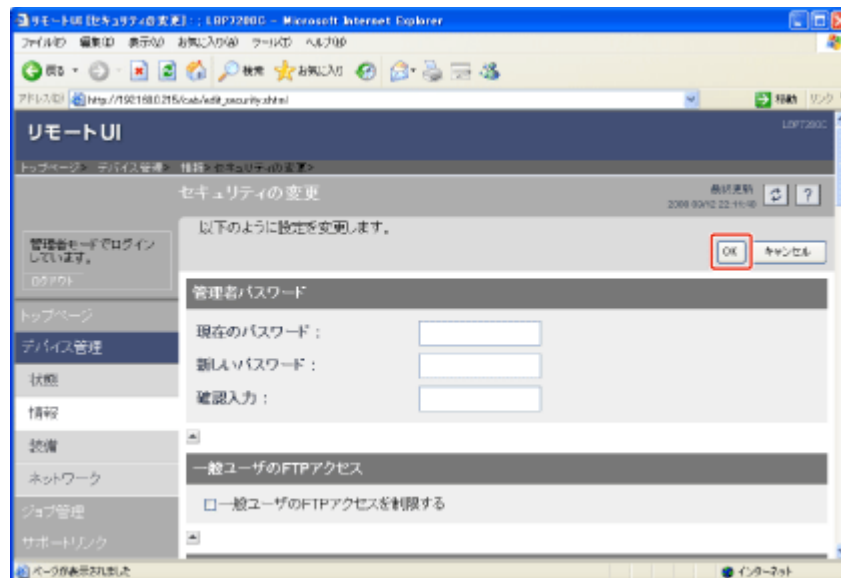 リモートUI [セキュリティの変更] : ; LBP7200C - Microsoft Internet Explorer
ファイル(F) 編集(E) 表示(V) お気に入り(A) ツール(T) ヘルプ(H)
戻る 検索 お気に入り
アドレス(D) http://192.168.0.215/cab/edit_security.shtml 移動 リンク
リモートUI
LBP7200C
トップページ> デバイス管理> 情報> セキュリティの変更>
セキュリティの変更
最終更新
?
以下のように設定を変更します。
OK キャンセル
管理者モードでログイン
しています。
ログアウト
トップページ
デバイス管理
状態
情報
装備
ネットワーク
ジョブ管理
サポートリンク
管理者パスワード
現在のパスワード :
新しいパスワード :
確認入力 :
一般ユーザのFTPアクセス
一般ユーザのFTPアクセスを制限する
ページが表示されました インターネット